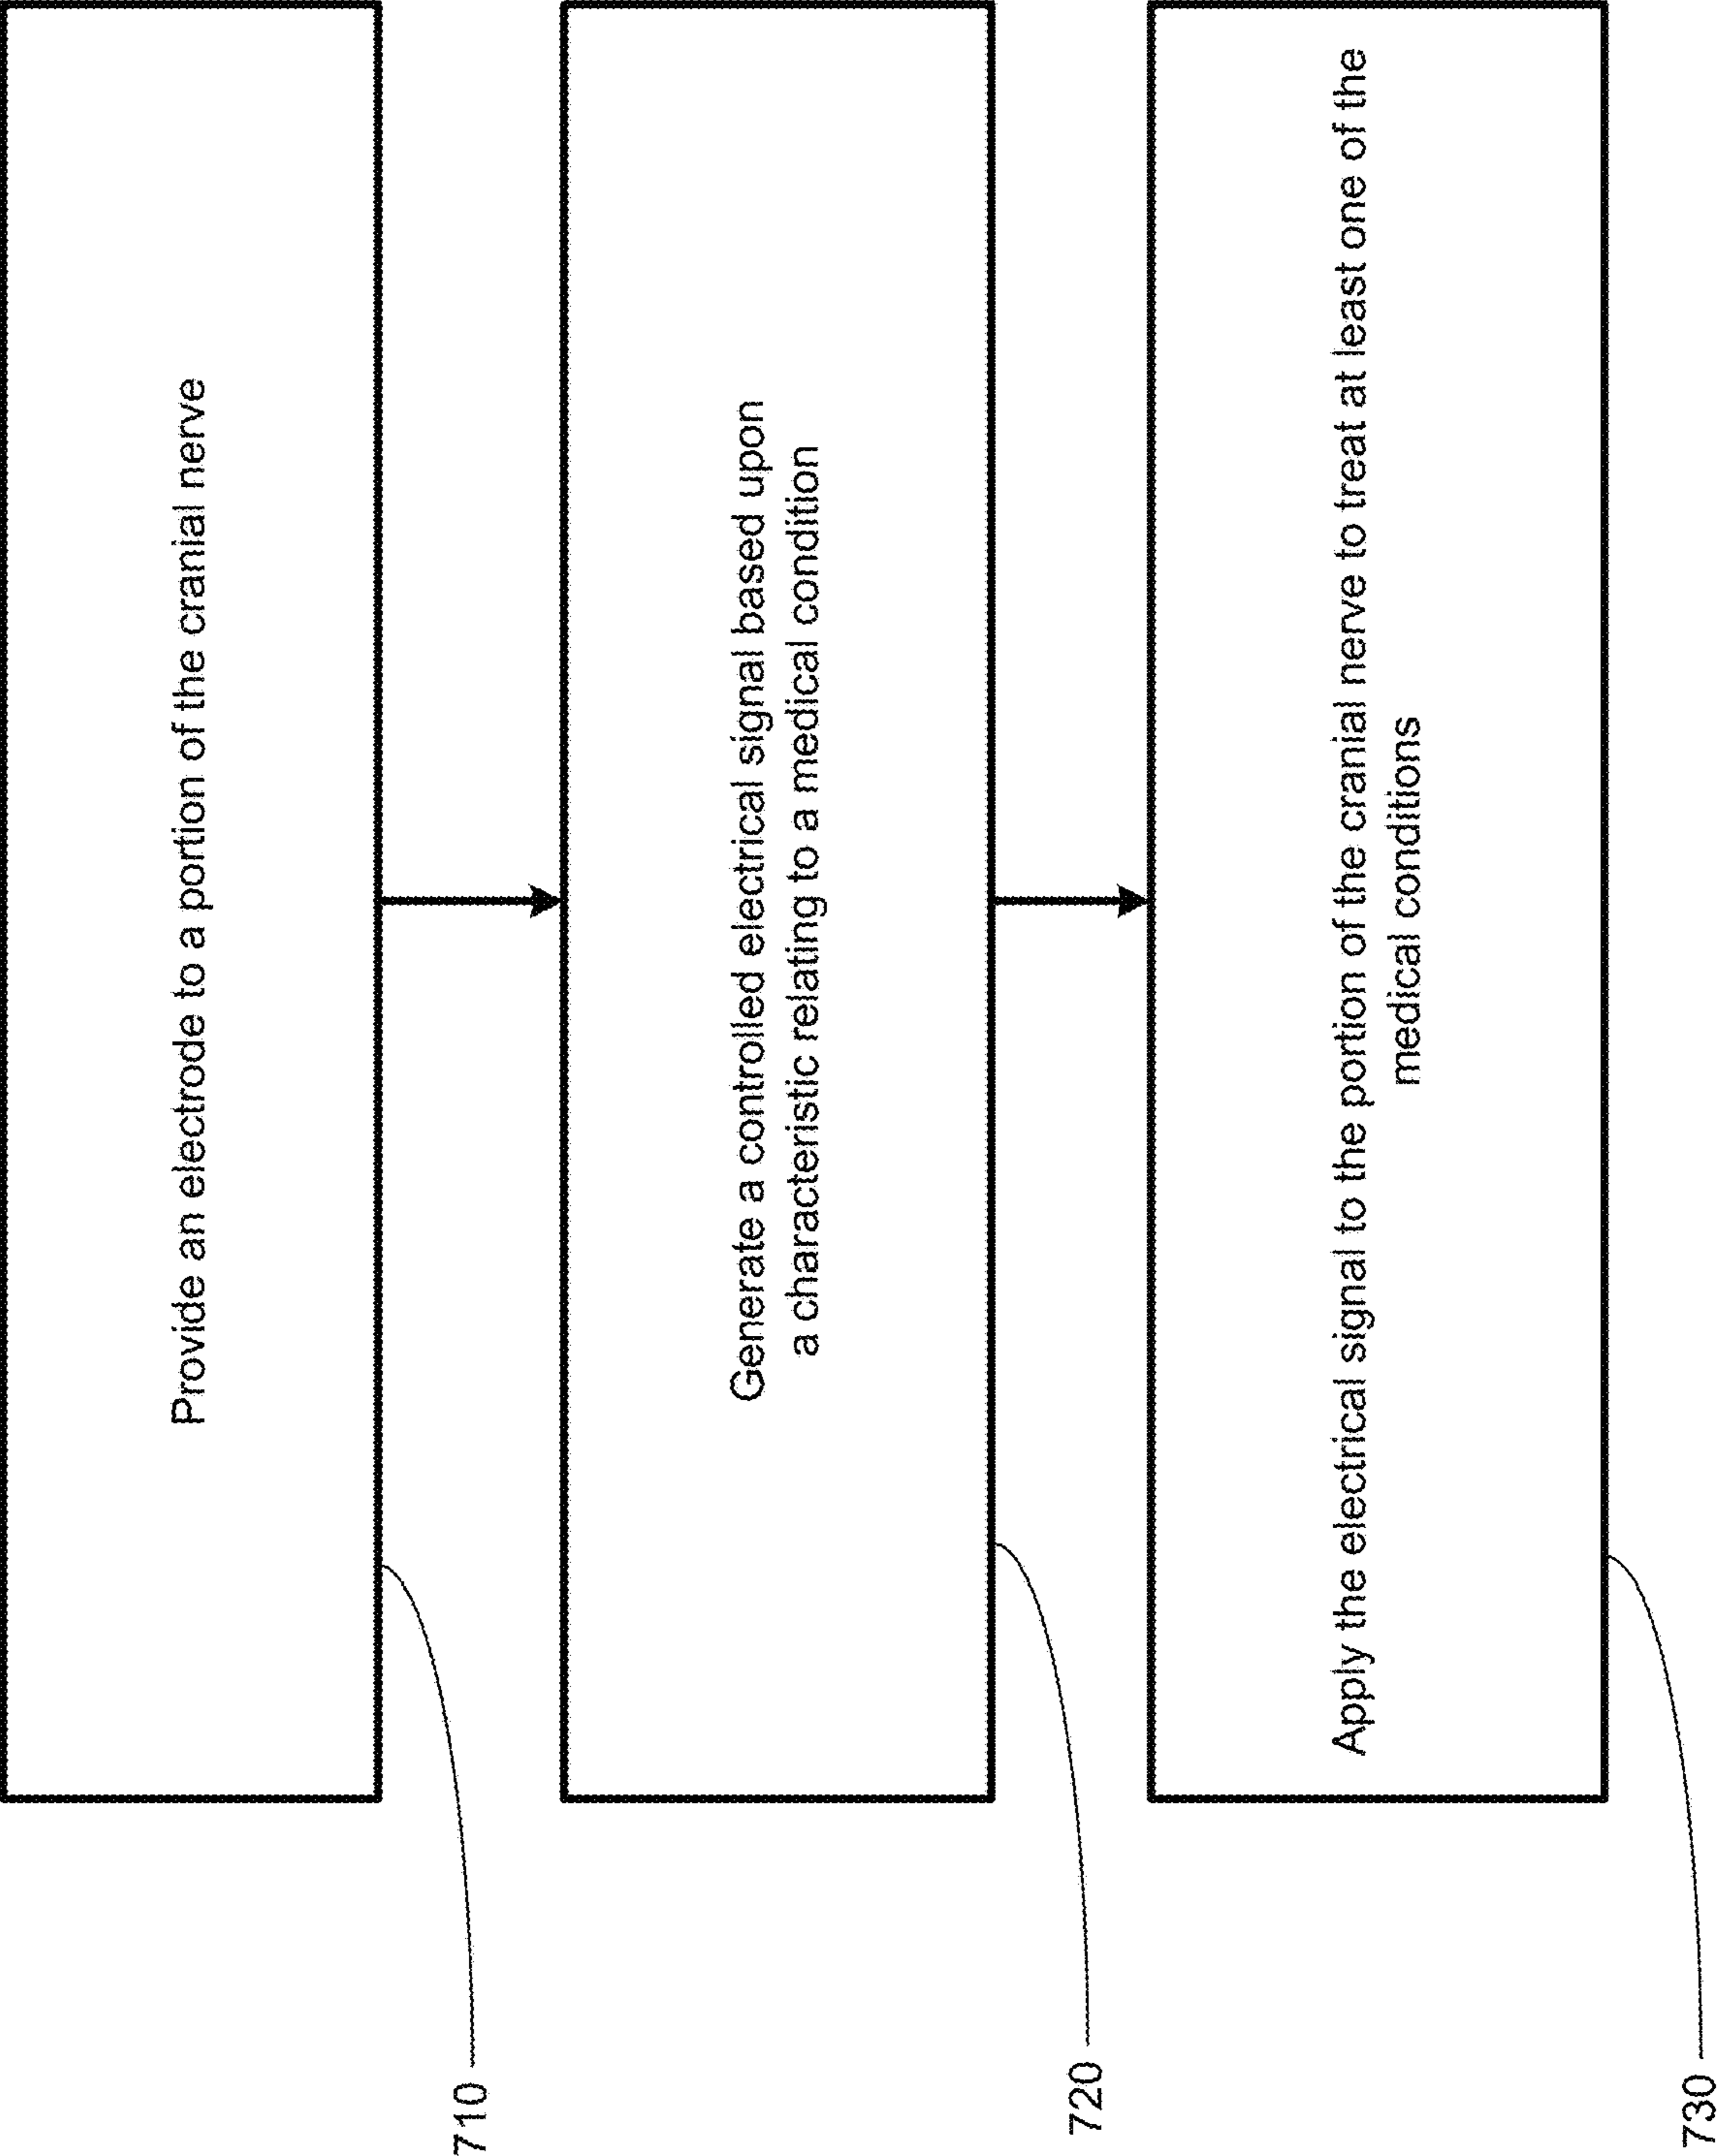 Provide an electrode to a portion of the cranial nerve
710
Generate a controlled electrical signal based upon
a characteristic relating to a medical condition
720
Apply the electrical signal to the portion of the cranial nerve to treat at least one of the
medical conditions
730